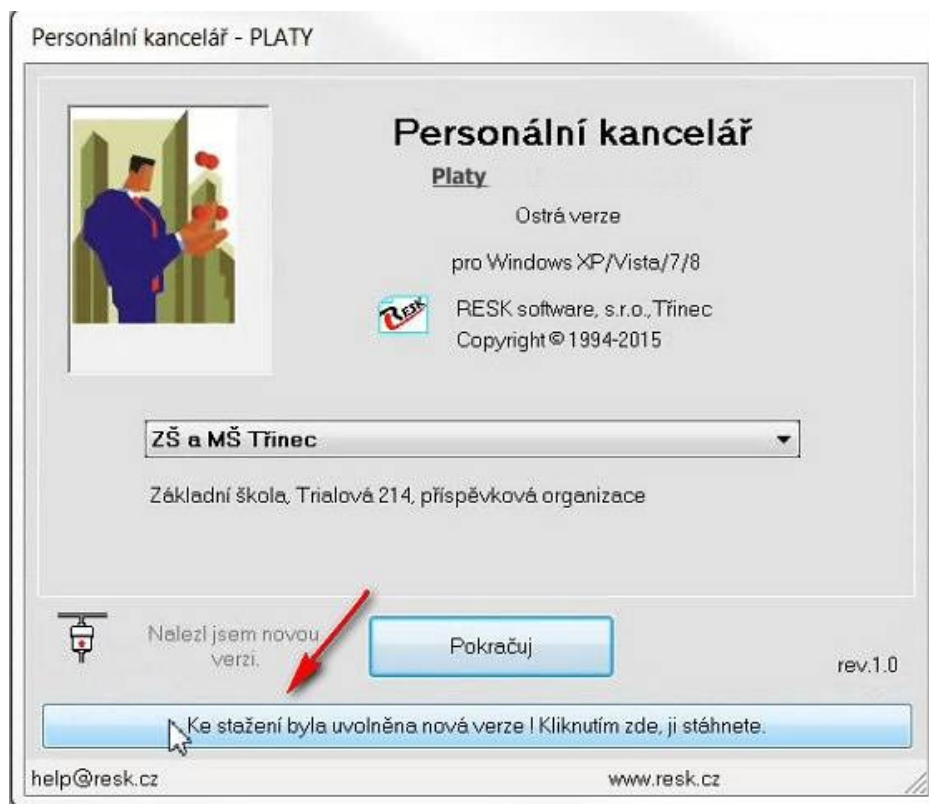 Personální kancelář - PLATY
Personální kancelář
Platy
Ostrá verze
pro Windows XP/Vista/7/8
RESK
RESK software, s.r.o.,Třinec
Copyright © 1994-2015
ZŠ a MŠ Třinec
Základní škola, Trialová 214, příspěvková organizace
Nalezl jsem novou
verzi.
Pokračuj
rev.1.0
Ke stažení byla uvolněna nová verze ! Kliknutím zde, ji stáhnete.
help@resk.cz
www.resk.cz